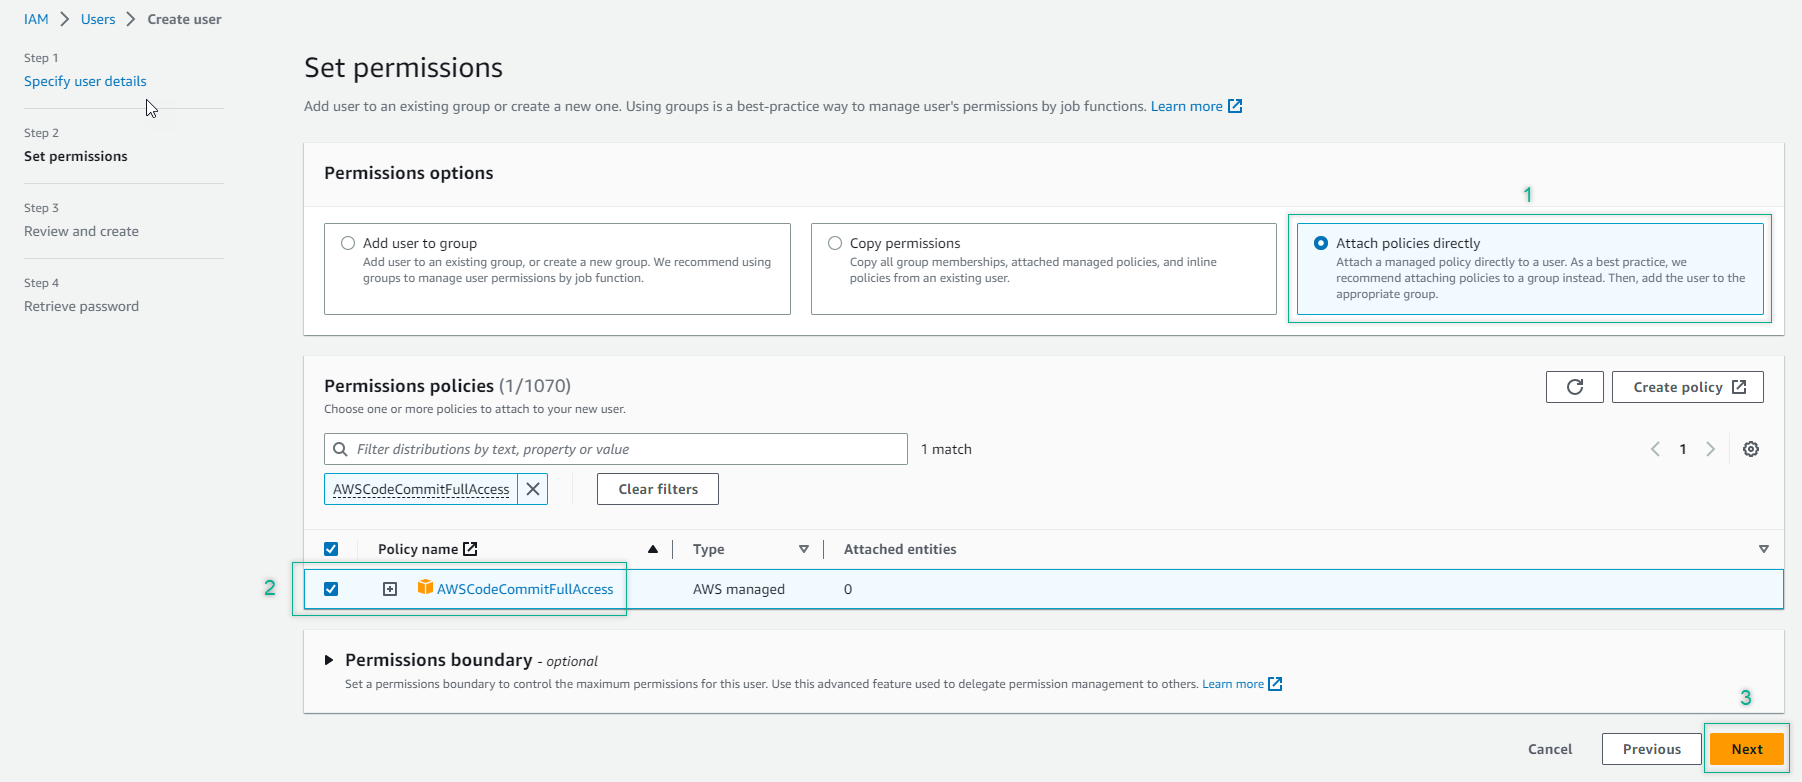 IAM > Users > Create user
Step 1
Specify user details
Step 2
Set permissions
Step 3
Review and create
Step 4
Retrieve password
Set permissions
Add user to an existing group or create a new one. Using groups is a best-practice way to manage user's permissions by job functions. Learn more
Permissions options
1
Add user to group
Add user to an existing group, or create a new group. We recommend using
groups to manage user permissions by job function.
Copy permissions
Copy all group memberships, attached managed policies, and inline
policies from an existing user.
Attach policies directly
Attach a managed policy directly to a user. As a best practice, we
recommend attaching policies to a group instead. Then, add the user to the
appropriate group.
Permissions policies (1/1070)
Choose one or more policies to attach to your new user.
Create policy
Filter distributions by text, property or value
1 match
1
AWSCodeCommitFullAccess
Clear filters
Policy name Type Attached entities
2
AWSCodeCommitFullAccess AWS managed 0
Permissions boundary - optional
Set a permissions boundary to control the maximum permissions for this user. Use this advanced feature used to delegate permission management to others. Learn more
3
Cancel Previous Next